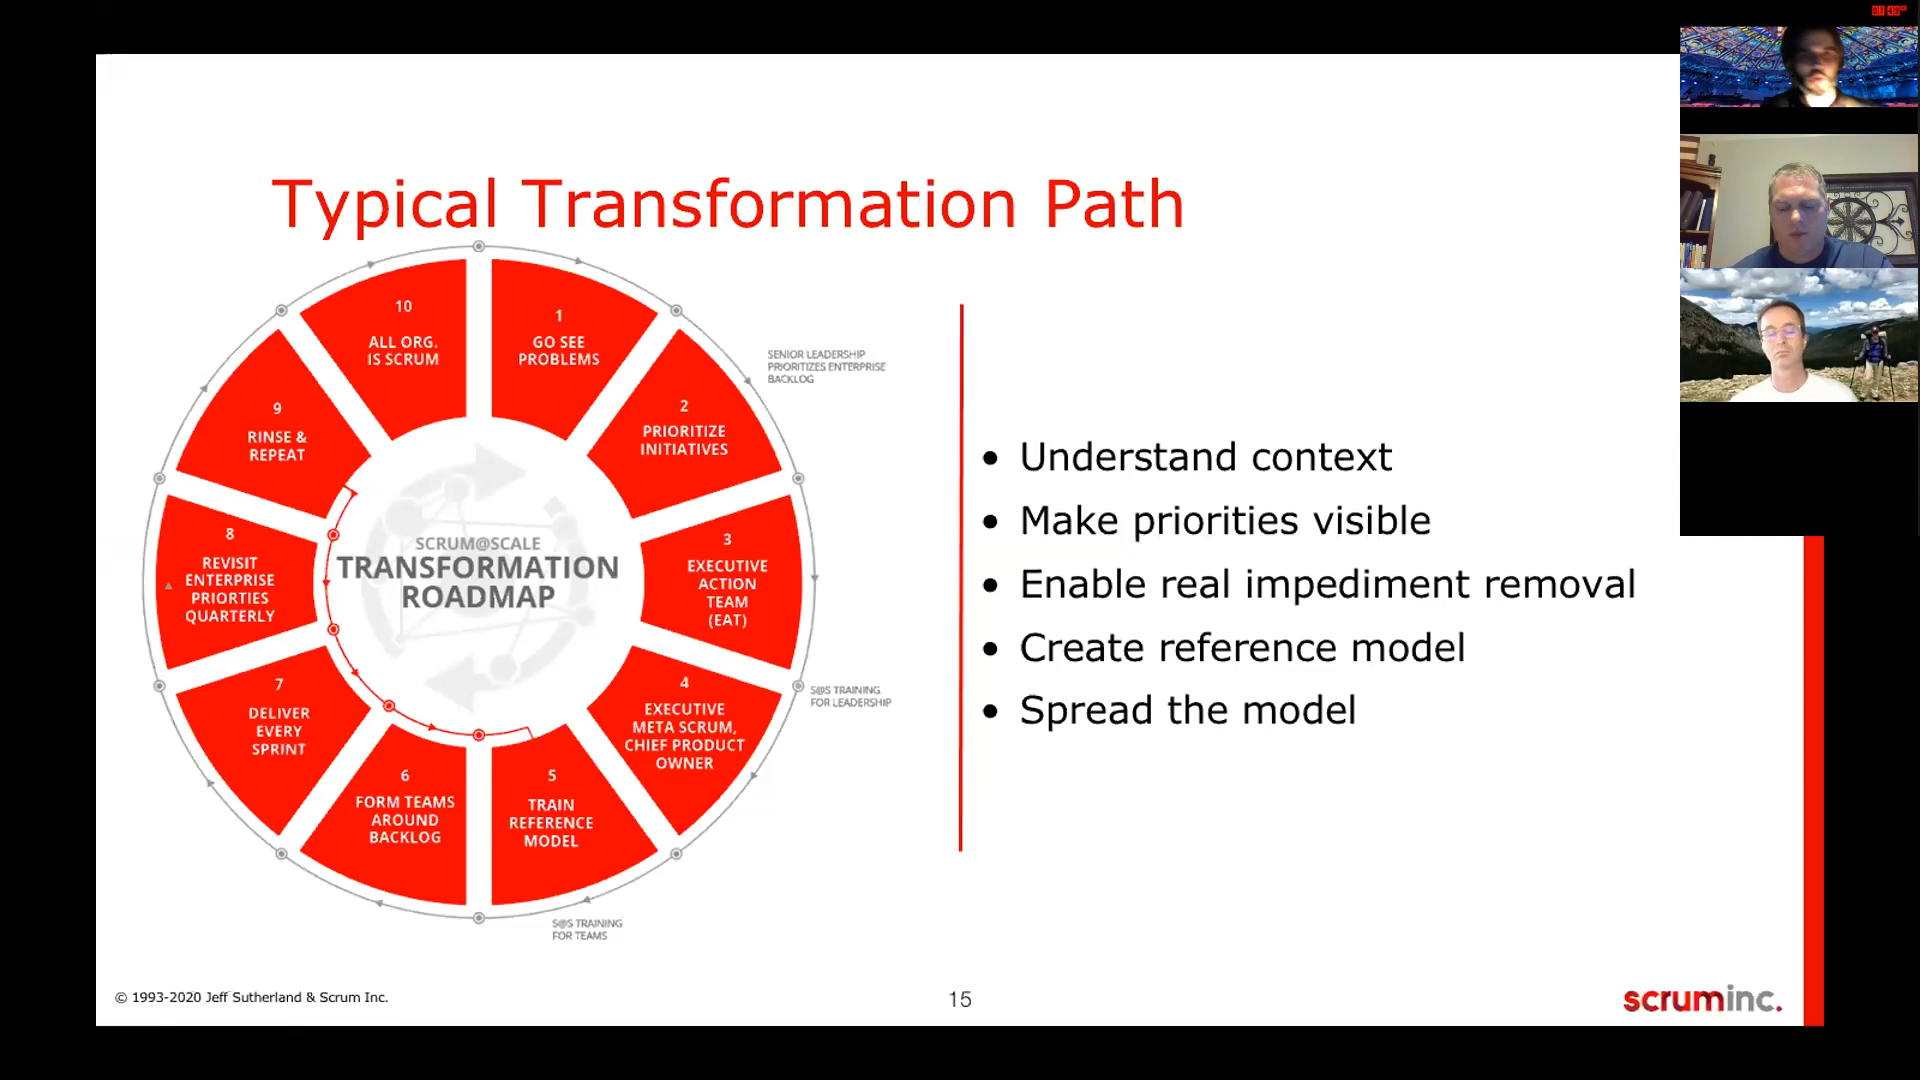 Typical Transformation Path
10
ALL ORG.
IS SCRUM
1
GO SEE
PROBLEMS
2
PRIORITIZE
INITIATIVES
3
EXECUTIVE
ACTION
TEAM
(EAT)
4
EXECUTIVE
META SCRUM,
CHIEF PRODUCT
OWNER
5
TRAIN
REFERENCE
MODEL
6
FORM TEAMS
AROUND
BACKLOG
7
DELIVER
EVERY
SPRINT
8
REVISIT
ENTERPRISE
PRIORTIES
QUARTERLY
9
RINSE &
REPEAT
SCRUM@SCALE
TRANSFORMATION
ROADMAP
SENIOR LEADERSHIP
PRIORITIZES ENTERPRISE
BACKLOG
S@S TRAINING
FOR LEADERSHIP
S@S TRAINING
FOR TEAMS
• Understand context
• Make priorities visible
• Enable real impediment removal
• Create reference model
• Spread the model
© 1993-2020 Jeff Sutherland & Scrum Inc.
15
scruminc.